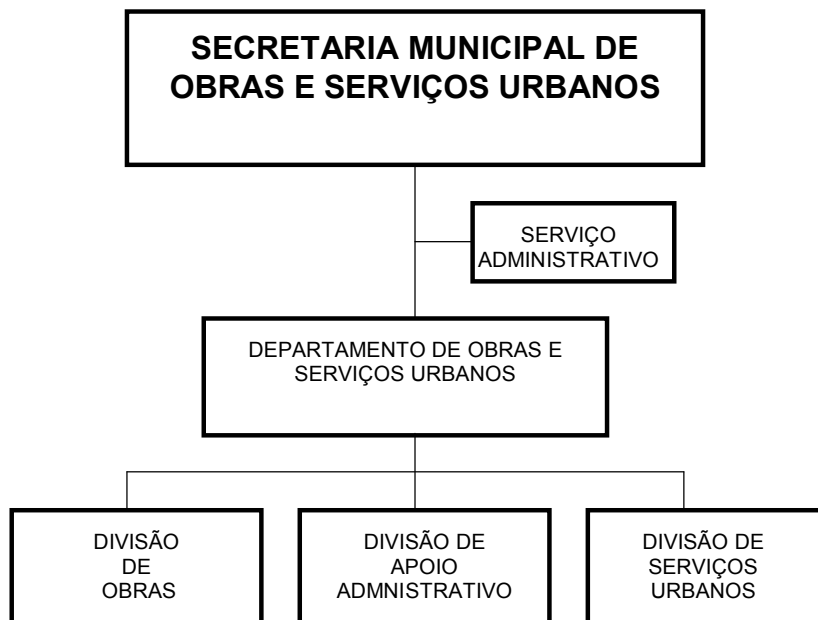 SECRETARIA MUNICIPAL DE
OBRAS E SERVIÇOS URBANOS
SERVIÇO
ADMINISTRATIVO
DEPARTAMENTO DE OBRAS E
SERVIÇOS URBANOS
DIVISÃO
DE
OBRAS
DIVISÃO DE
APOIO
ADMNISTRATIVO
DIVISÃO DE
SERVIÇOS
URBANOS